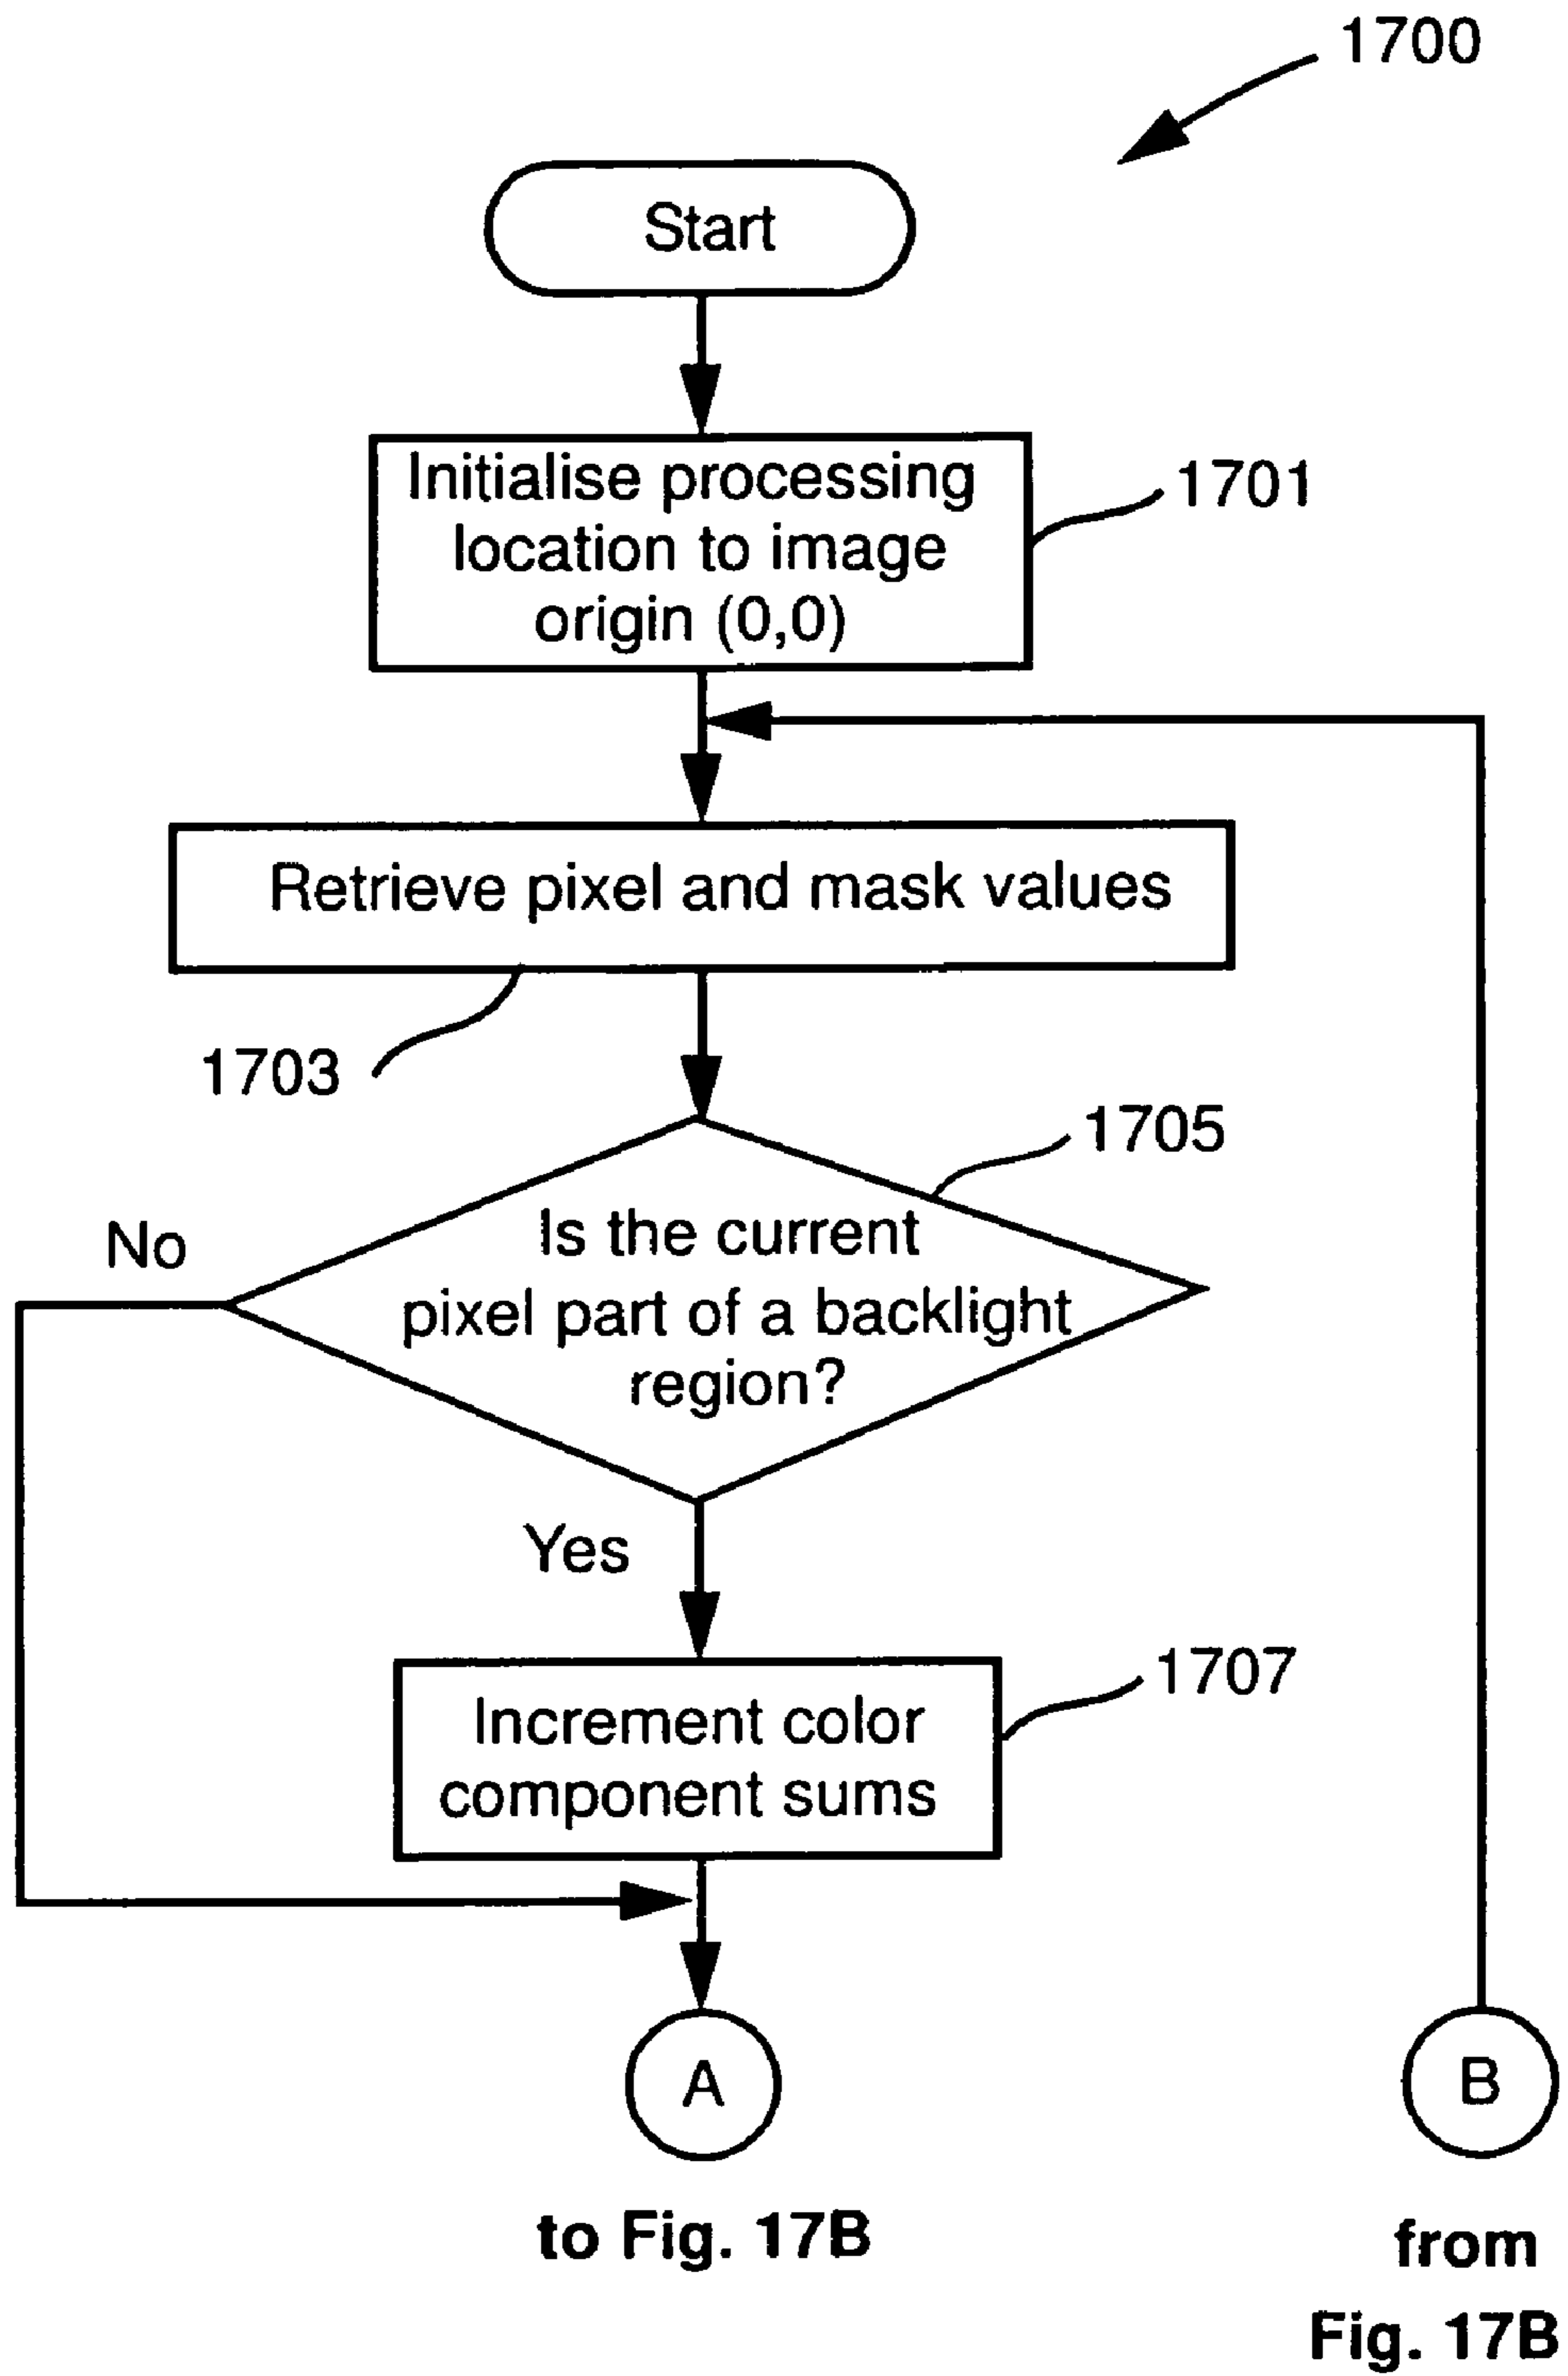 1700
Start
Initialise processing
location to image
origin (0,0)
1701
Retrieve pixel and mask values
1703
1705
No
Is the current
pixel part of a backlight
region?
Yes
1707
Increment color
component sums
A
B
to Fig. 17B
from
Fig. 17B